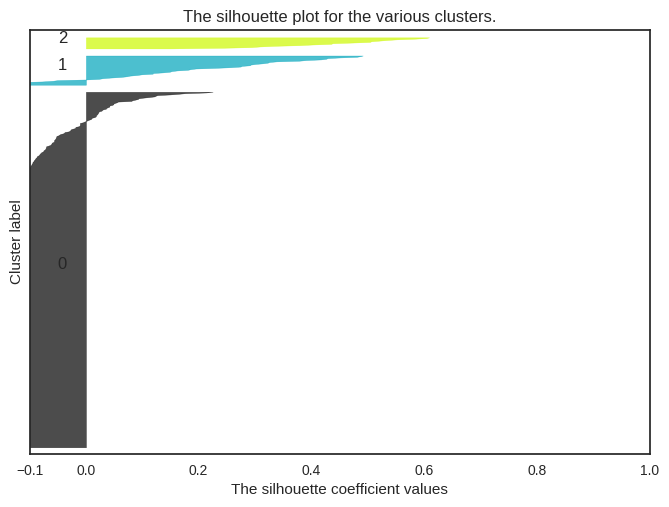 The silhouette plot for the various clusters.
2
1
0
Cluster label
−0.1 0.0 0.2 0.4 0.6 0.8 1.0
The silhouette coefficient values